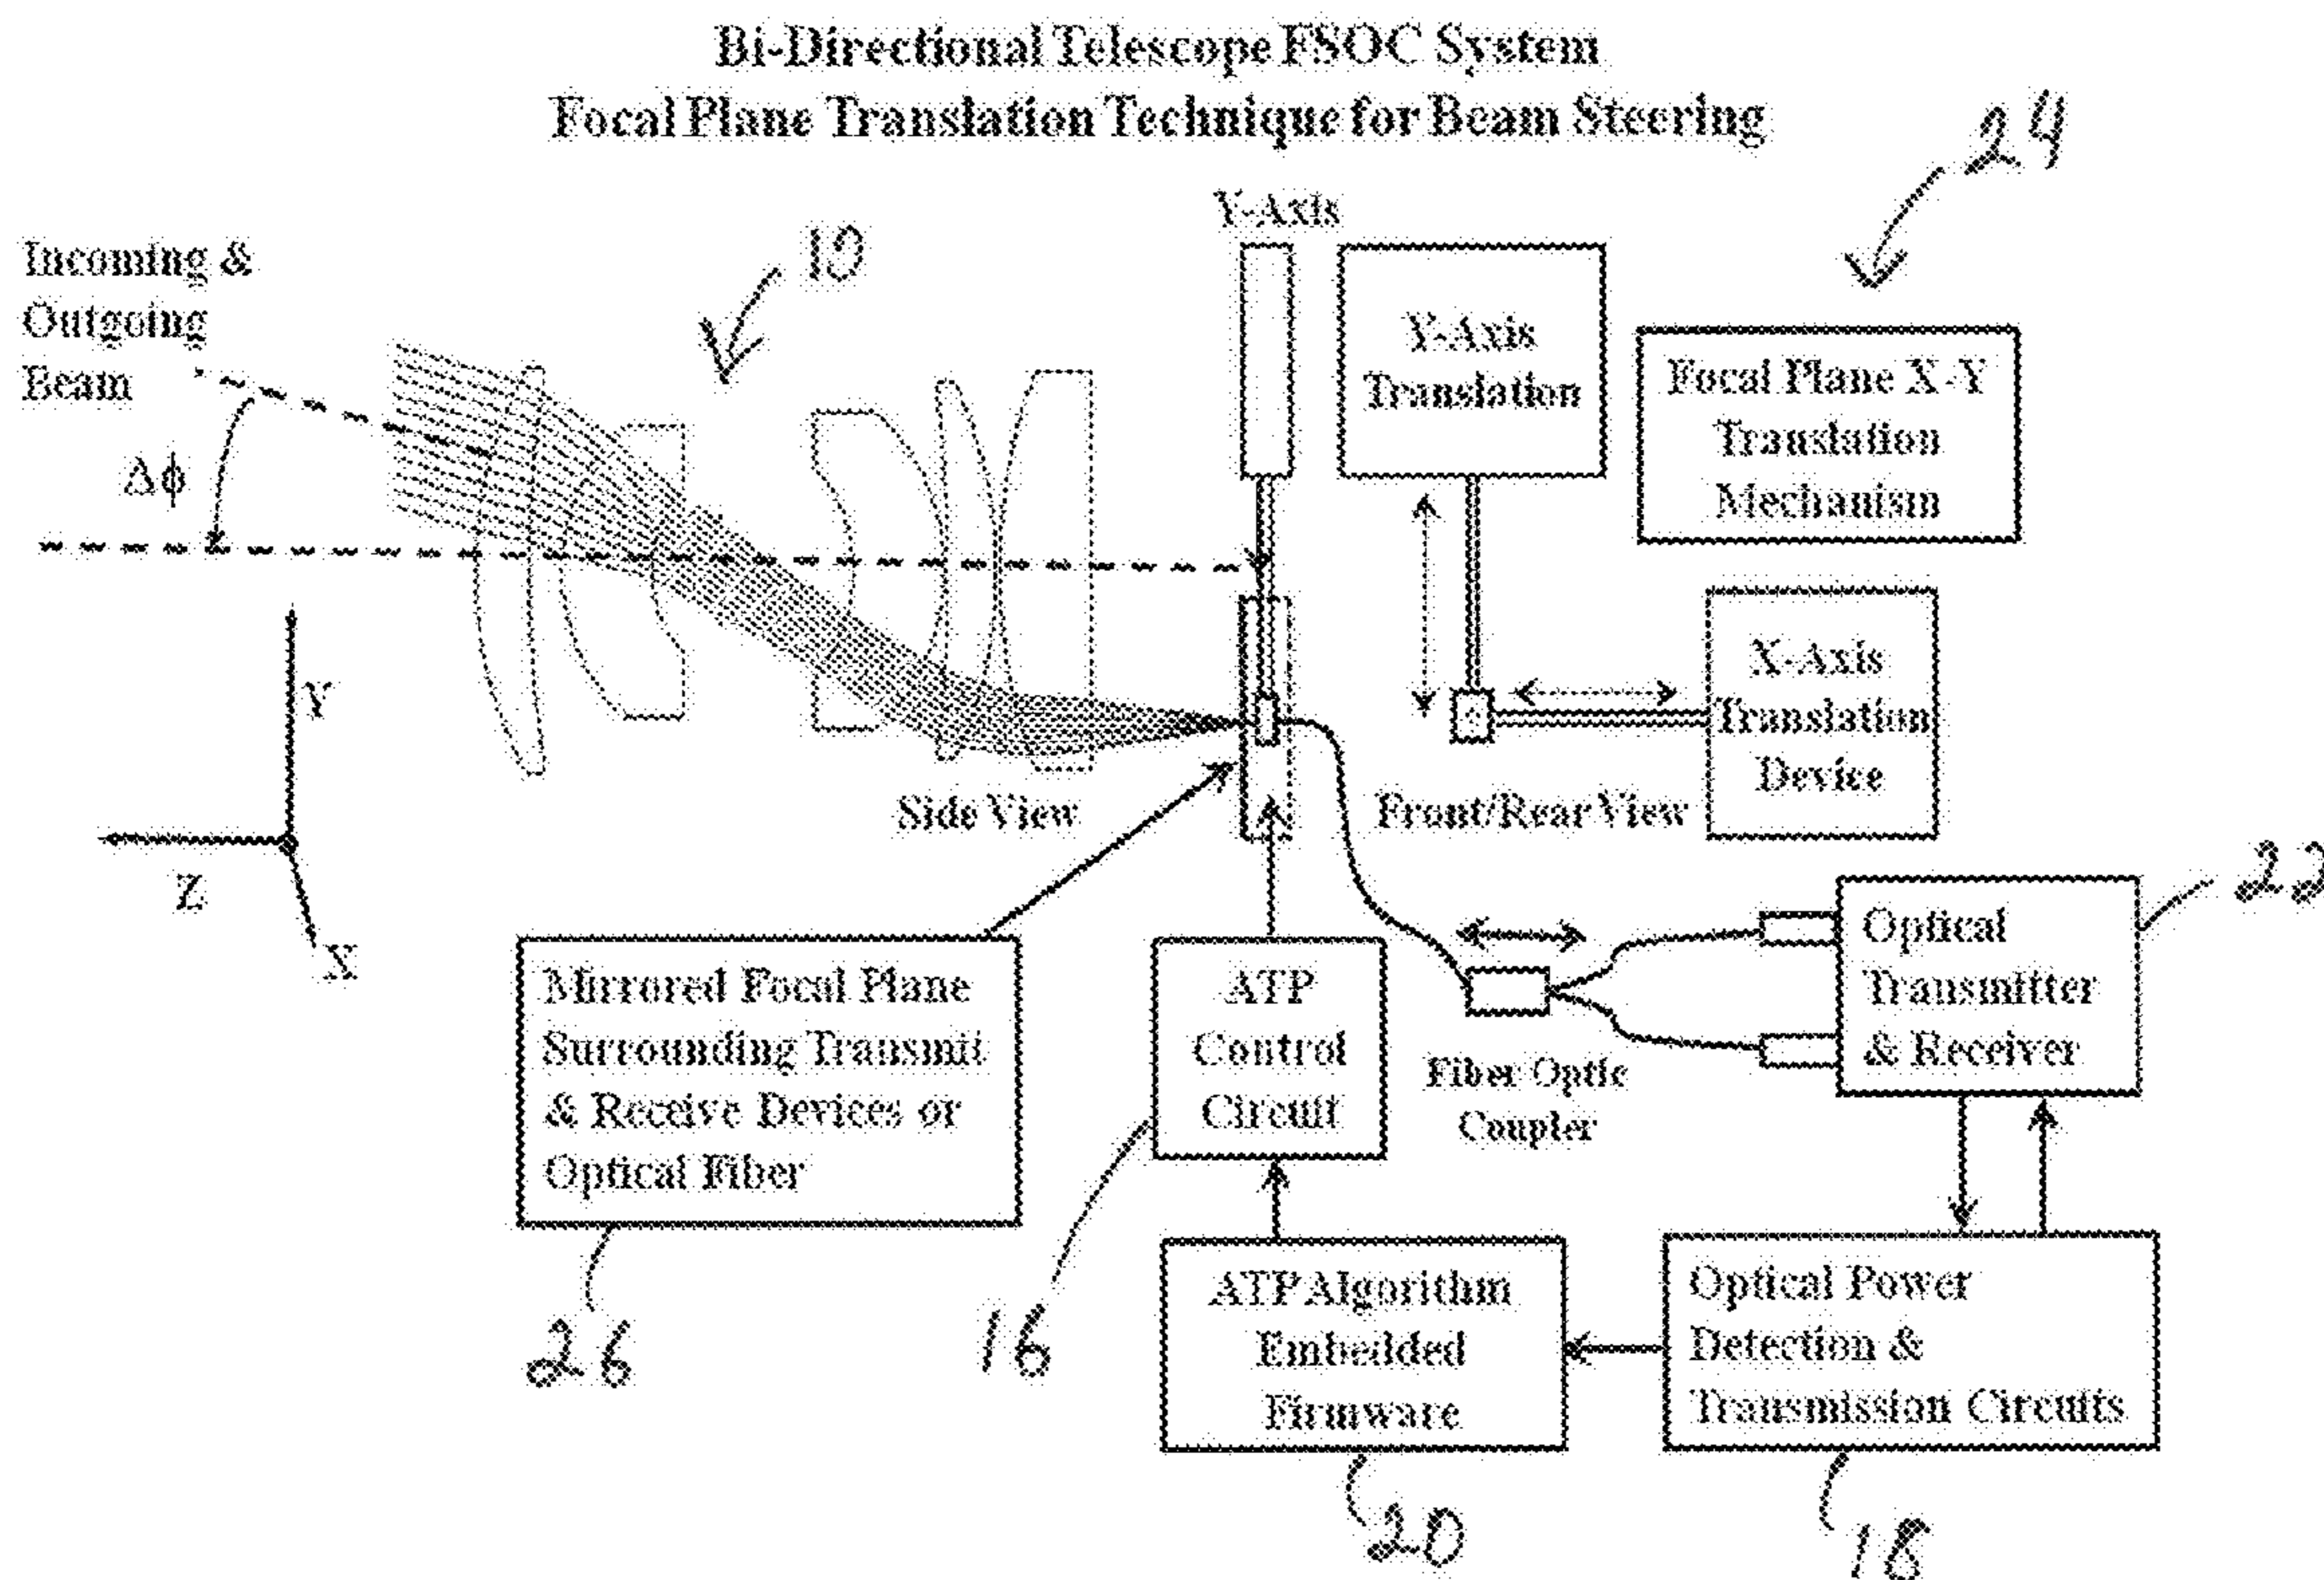 Bi-Directional Telescope FSOC System
Focal Plane Translation Technique for Beam Steering
24
Y-Axis
Incoming &
Outgoing
Beam
10
Δϕ
Y-Axis
Translation
Focal Plane X-Y
Translation
Mechanism
X-Axis
Translation
Device
Y
Z
X
Side View
Front/Rear View
22
Mirrored Focal Plane
Surrounding Transmit
& Receive Devices or
Optical Fiber
ATP
Control
Circuit
Fiber Optic
Coupler
Optical
Transmitter
& Receiver
26
16
ATP Algorithm
Embedded
Firmware
Optical Power
Detection &
Transmission Circuits
20
18